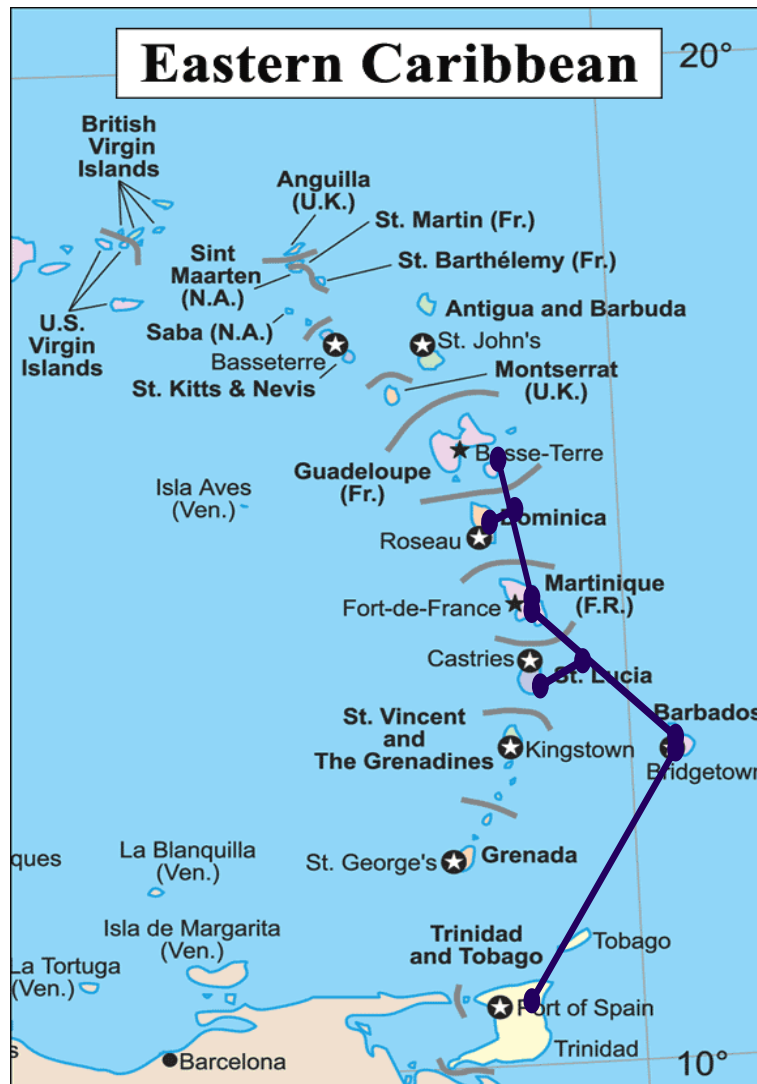 Eastern Caribbean
20°
British
Virgin
Islands
Anguilla
(U.K.)
St. Martin (Fr.)
Sint
Maarten
(N.A.)
St. Barthélemy (Fr.)
Antigua and Barbuda
U.S.
Virgin
Islands
Saba (N.A.)
St. John's
Basseterre
St. Kitts & Nevis
Montserrat
(U.K.)
Basse-Terre
Guadeloupe
(Fr.)
Isla Aves
(Ven.)
Dominica
Roseau
Martinique
(F.R.)
Fort-de-France
Castries
St. Lucia
St. Vincent
and
The Grenadines
Barbados
Kingstown
Bridgetown
ques
La Blanquilla
(Ven.)
St. George's
Grenada
Isla de Margarita
(Ven.)
Trinidad
and Tobago
Tobago
La Tortuga
(Ven.)
Port of Spain
s
Barcelona
Trinidad
10°